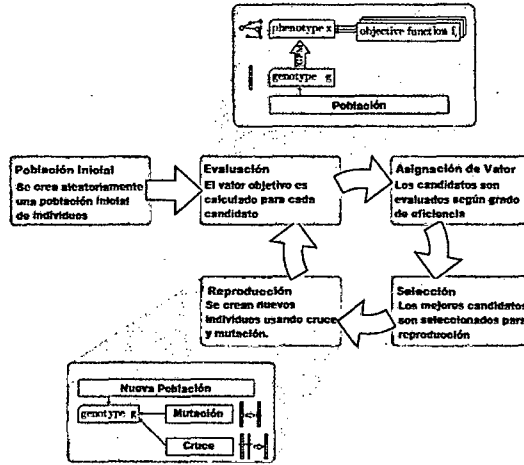 phenotype x
objective function f
genotype g
Población
Población Inicial
Se crea aleatoriamente
una población inicial
de individuos
Evaluación
El valor objetivo es
calculado para cada
candidato
Asignación de Valor
Los candidatos son
evaluados según grado
de eficiencia
Reproducción
Se crean nuevos
individuos usando cruce
y mutación.
Selección
Los mejores candidatos
son seleccionados para
reproducción
Nueva Población
genotype g
Mutación
Cruce